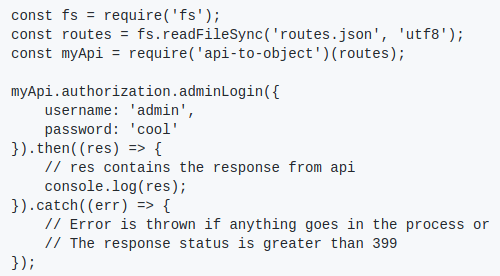 const fs = require('fs');
const routes = fs.readFileSync('routes.json', 'utf8');
const myApi = require('api-to-object')(routes);

myApi.authorization.adminLogin({
    username: 'admin',
    password: 'cool'
}).then((res) => {
    // res contains the response from api
    console.log(res);
}).catch((err) => {
    // Error is thrown if anything goes in the process or
    // The response status is greater than 399
});